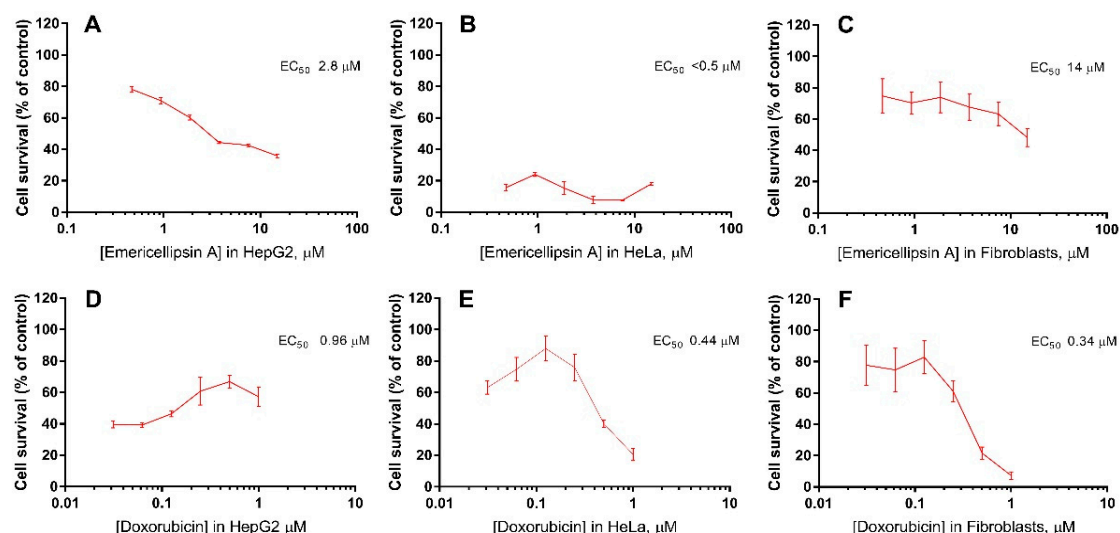 A
Cell survival (% of control)
120
100
80
60
40
20
0
EC50 2.8 μM
0.1 1 10 100
[Emericellipsin A] in HepG2, μM
B
Cell survival (% of control)
120
100
80
60
40
20
0
EC50 <0.5 μM
0.1 1 10 100
[Emericellipsin A] in HeLa, μM
C
Cell survival (% of control)
120
100
80
60
40
20
0
EC50 14 μM
0.1 1 10 100
[Emericellipsin A] in Fibroblasts, μM
D
Cell survival (% of control)
120
100
80
60
40
20
0
EC50 0.96 μM
0.01 0.1 1 10
[Doxorubicin] in HepG2 μM
E
Cell survival (% of control)
120
100
80
60
40
20
0
EC50 0.44 μM
0.01 0.1 1 10
[Doxorubicin] in HeLa, μM
F
Cell survival (% of control)
120
100
80
60
40
20
0
EC50 0.34 μM
0.01 0.1 1 10
[Doxorubicin] in Fibroblasts, μM